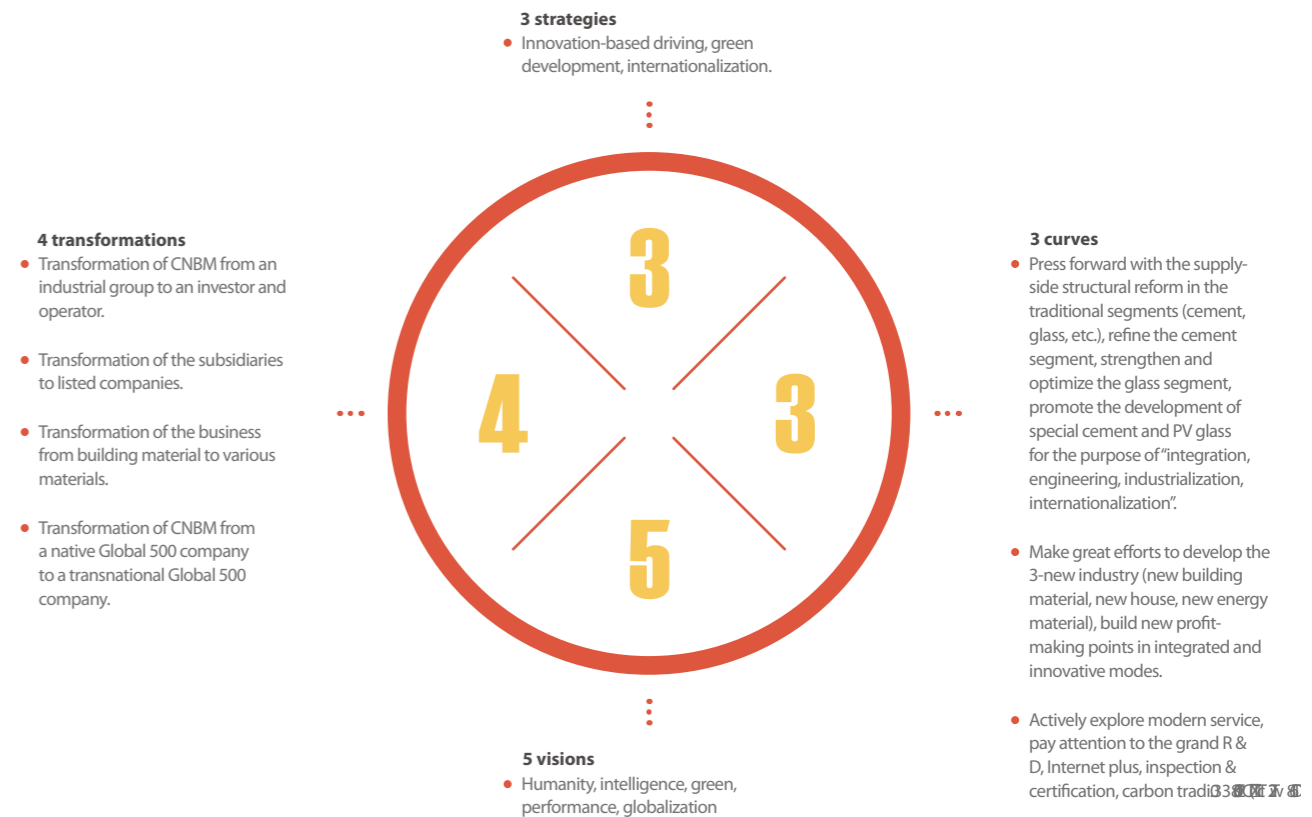 3 strategies
Innovation-based driving, green
development, internationalization.
4 transformations
Transformation of CNBM from an
industrial group to an investor and
operator.
Transformation of the subsidiaries
to listed companies.
Transformation of the business
from building material to various
materials.
Transformation of CNBM from
a native Global 500 company
to a transnational Global 500
company.
3
4
3
5
3 curves
Press forward with the supply-
side structural reform in the
traditional segments (cement,
glass, etc.), refine the cement
segment, strengthen and
optimize the glass segment,
promote the development of
special cement and PV glass
for the purpose of "integration,
engineering, industrialization,
internationalization".
Make great efforts to develop the
3-new industry (new building
material, new house, new energy
material), build new profit-
making points in integrated and
innovative modes.
Actively explore modern service,
pay attention to the grand R &
D, Internet plus, inspection &
certification, carbon
5 visions
Humanity, intelligence, green,
performance, globalization